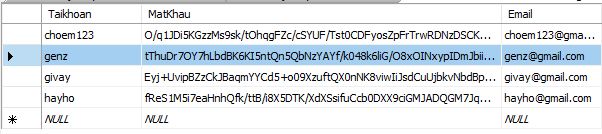 Taikhoan MatKhau Email
choem123 O/q1JDi5KGzzMs9sk/tOhqgFZc/cSYUF/Tst0CDFyosZpFrTrwRDNzDSCK... choem123@gma...
genz tThuDr7OY7hLbdBK6KI5ntQn5QbNzYAYf/k048k6liG/O8xOINxypIDmJbii... genz@gmail.com
givay Eyj+UvipBZzCkJBaqmYYCd5+o09XzuftQX0nNK8viwIiJsdCuUjbkvNbdBp... givay@gmail.com
hayho fReS1M5i7eaHnhQfk/ttB/i8X5DTK/XdXSsifuCcb0DXX9ciGMJADQGM7Jq... hayho@gmail.com
NULL NULL NULL